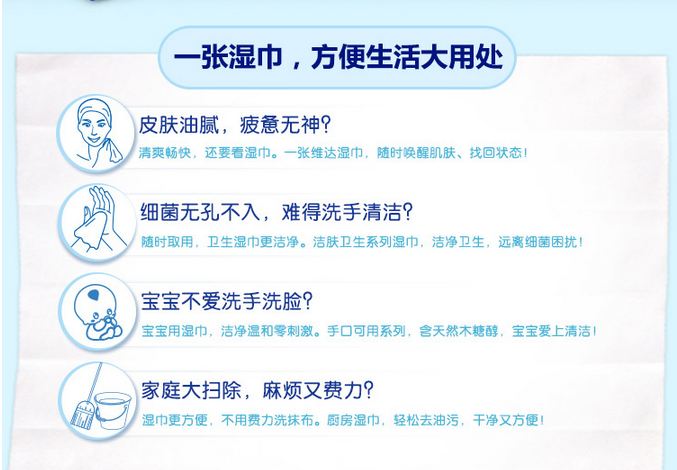 一张湿巾，方便生活大用处
皮肤油腻，疲惫无神？
清爽畅快，还要看湿巾。一张维达湿巾，随时唤醒肌肤、找回状态！
细菌无孔不入，难得洗手清洁？
随时取用，卫生湿巾更洁净。洁肤卫生系列湿巾，洁净卫生，远离细菌困扰！
宝宝不爱洗手洗脸？
宝宝用湿巾，洁净温和零刺激。手口可用系列，含天然木糖醇，宝宝爱上清洁！
家庭大扫除，麻烦又费力？
湿巾更方便，不用费力洗抹布。厨房湿巾，轻松去油污，干净又方便！